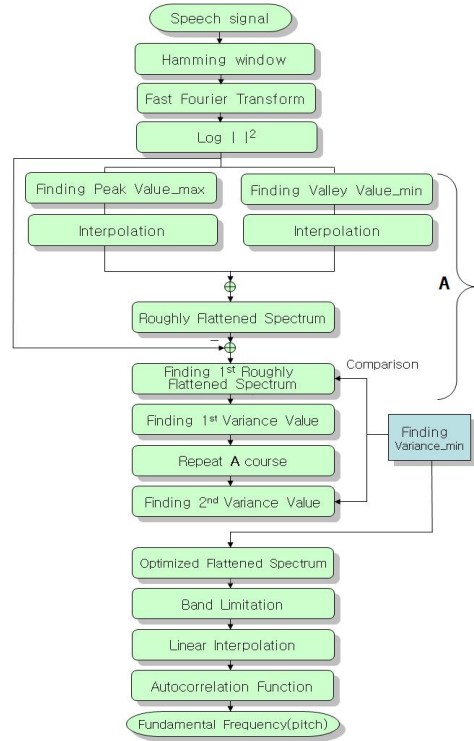 Speech signal
Hamming window
Fast Fourier Transform
Log | |²
Finding Peak Value_max
Finding Valley Value_min
Interpolation
Interpolation
A
Roughly Flattened Spectrum
–
Finding 1st Roughly
Flattened Spectrum
Comparison
Finding 1st Variance Value
Finding
Variance_min
Repeat A course
Finding 2nd Variance Value
Optimized Flattened Spectrum
Band Limitation
Linear Interpolation
Autocorrelation Function
Fundamental Frequency(pitch)